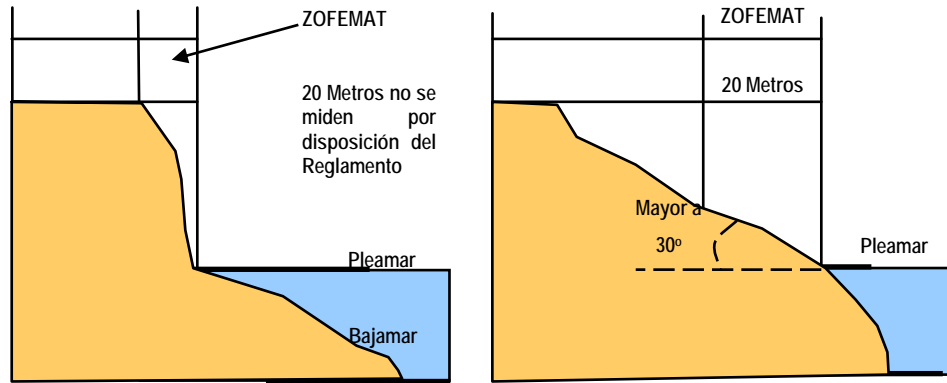 ZOFEMAT
20 Metros no se
miden por
disposición del
Reglamento
Pleamar
Bajamar
ZOFEMAT
20 Metros
Mayor a
30º
Pleamar